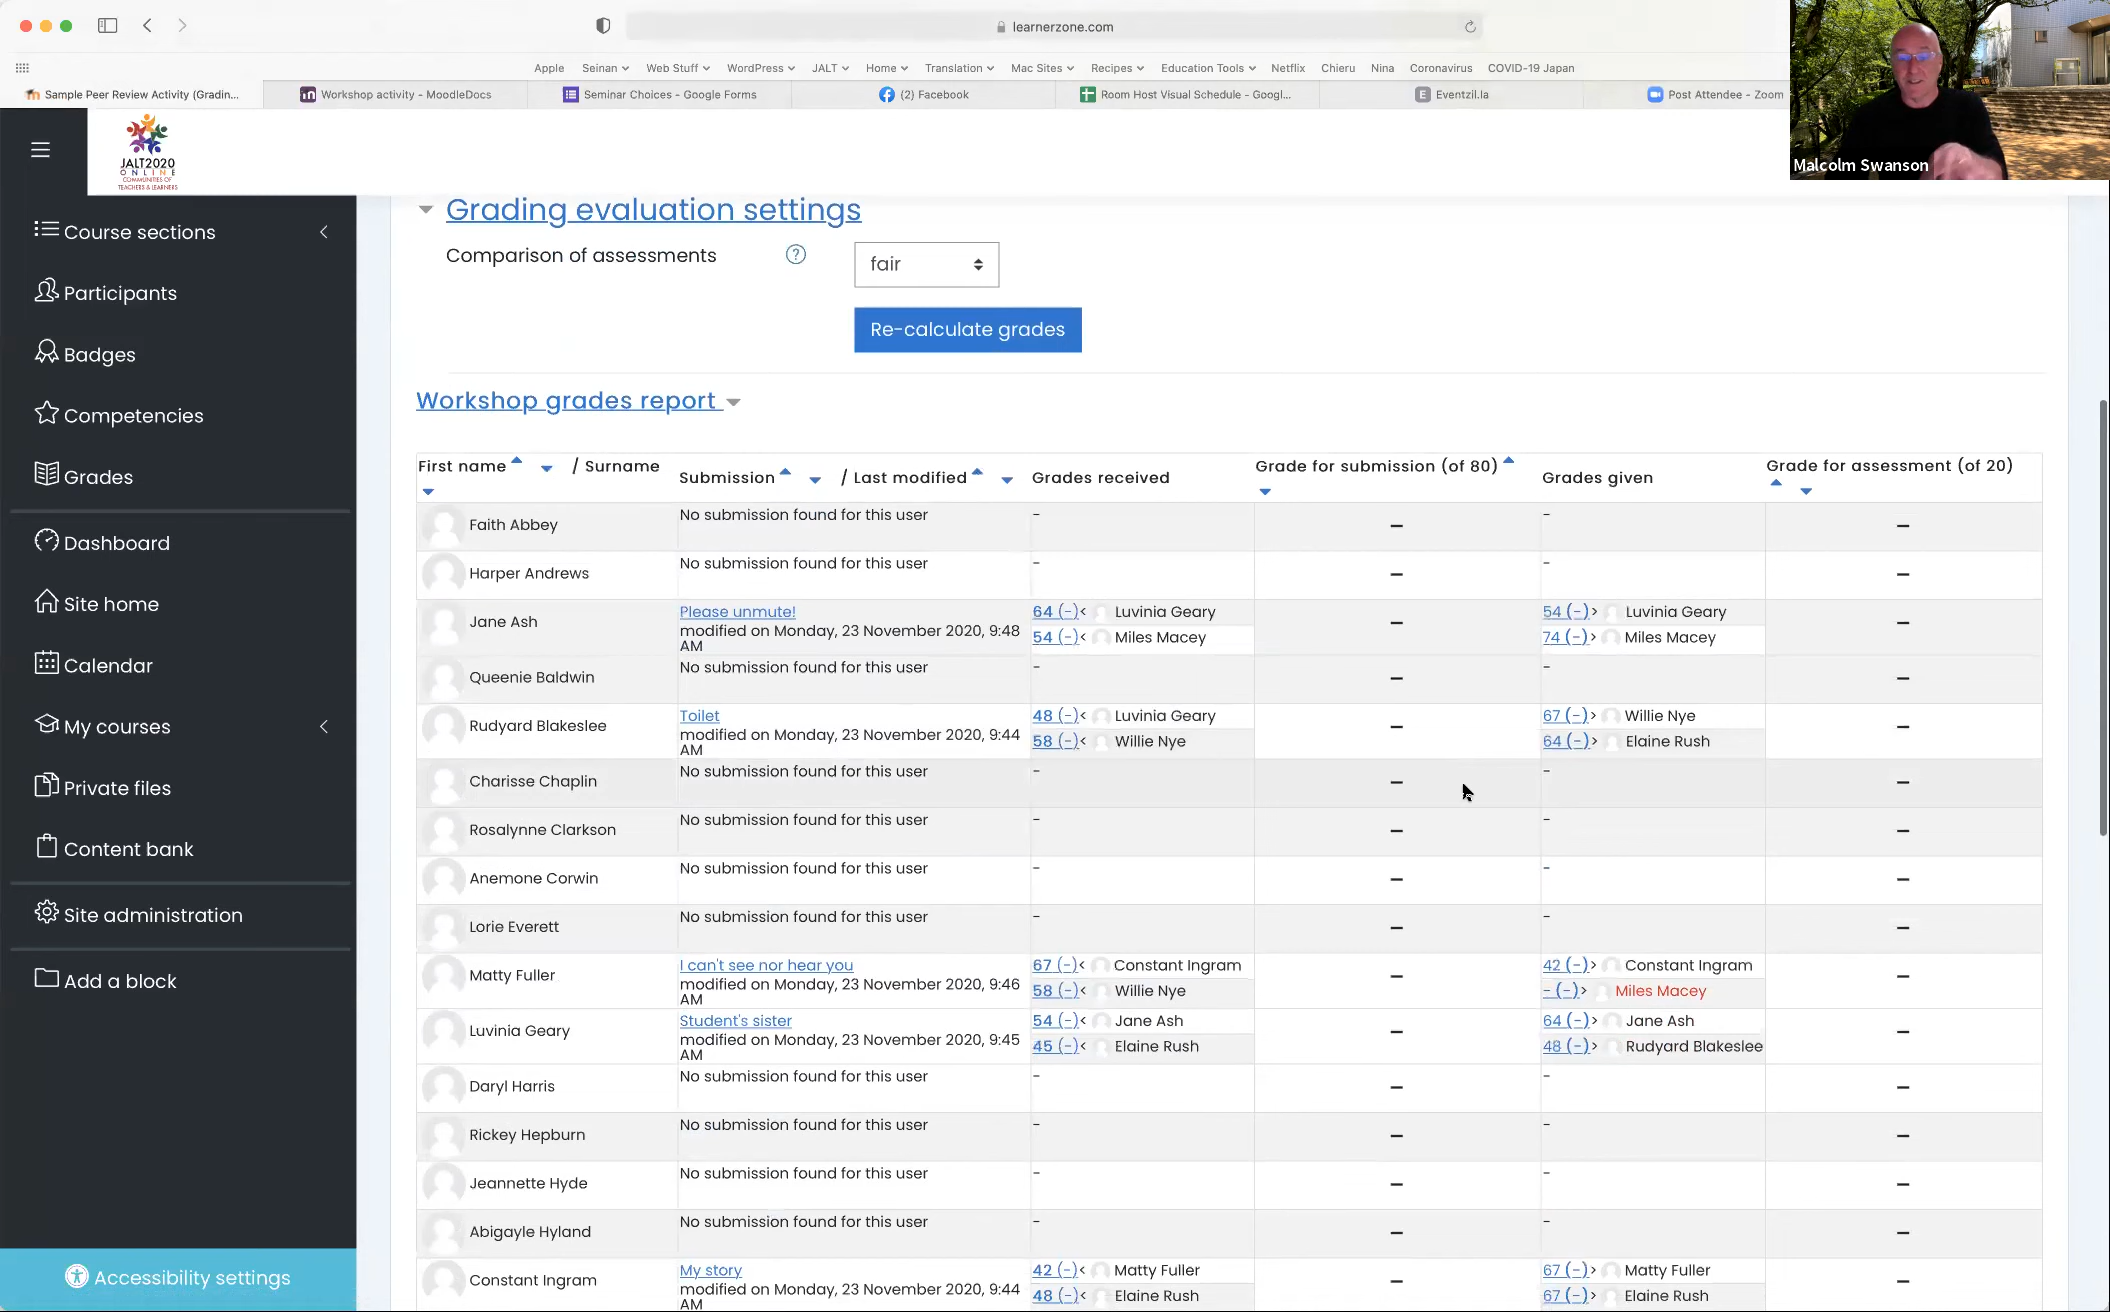 learnerzone.com
Apple Seinan Web Stuff WordPress JALT Home Translation Mac Sites Recipes Education Tools Netflix Chieru Nina Coronavirus COVID-19 Japan
Sample Peer Review Activity (Gradin... Workshop activity - MoodleDocs Seminar Choices - Google Forms (2) Facebook Room Host Visual Schedule - Googl... Eventzil.la Post Attendee - Zoom
Malcolm Swanson
JALT2020
ONLINE
COMMUNITIES OF
TEACHERS & LEARNERS
Course sections
Participants
Badges
Competencies
Grades
Dashboard
Site home
Calendar
My courses
Private files
Content bank
Site administration
Add a block
Accessibility settings
Grading evaluation settings
Comparison of assessments ? fair
Re-calculate grades
Workshop grades report
First name / Surname Submission / Last modified Grades received Grade for submission (of 80) Grades given Grade for assessment (of 20)
Faith Abbey No submission found for this user - - - -
Harper Andrews No submission found for this user - - - -
Jane Ash Please unmute! 64 (-)< Luvinia Geary - 54 (-)> Luvinia Geary -
modified on Monday, 23 November 2020, 9:48 54 (-)< Miles Macey 74 (-)> Miles Macey
AM
Queenie Baldwin No submission found for this user - - - -
Rudyard Blakeslee Toilet 48 (-)< Luvinia Geary - 67 (-)> Willie Nye -
modified on Monday, 23 November 2020, 9:44 58 (-)< Willie Nye 64 (-)> Elaine Rush
AM
Charisse Chaplin No submission found for this user - - - -
Rosalynne Clarkson No submission found for this user - - - -
Anemone Corwin No submission found for this user - - - -
Lorie Everett No submission found for this user - - - -
Matty Fuller I can't see nor hear you 67 (-)< Constant Ingram - 42 (-)> Constant Ingram -
modified on Monday, 23 November 2020, 9:46 58 (-)< Willie Nye - (-)> Miles Macey
AM
Luvinia Geary Student's sister 54 (-)< Jane Ash - 64 (-)> Jane Ash -
modified on Monday, 23 November 2020, 9:45 45 (-)< Elaine Rush 48 (-)> Rudyard Blakeslee
AM
Daryl Harris No submission found for this user - - - -
Rickey Hepburn No submission found for this user - - - -
Jeannette Hyde No submission found for this user - - - -
Abigayle Hyland No submission found for this user - - - -
Constant Ingram My story 42 (-)< Matty Fuller - 67 (-)> Matty Fuller -
modified on Monday, 23 November 2020, 9:44 48 (-)< Elaine Rush 67 (-)> Elaine Rush
AM